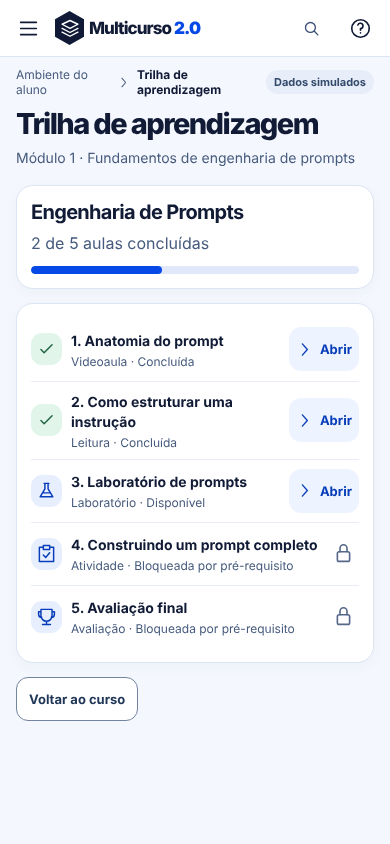 Multicurso 2.0
Ambiente do
aluno
Trilha de
aprendizagem
Dados simulados
Trilha de aprendizagem
Módulo 1 · Fundamentos de engenharia de prompts
Engenharia de Prompts
2 de 5 aulas concluídas
1. Anatomia do prompt
Videoaula · Concluída
Abrir
2. Como estruturar uma
instrução
Leitura · Concluída
Abrir
3. Laboratório de prompts
Laboratório · Disponível
Abrir
4. Construindo um prompt completo
Atividade · Bloqueada por pré-requisito
5. Avaliação final
Avaliação · Bloqueada por pré-requisito
Voltar ao curso